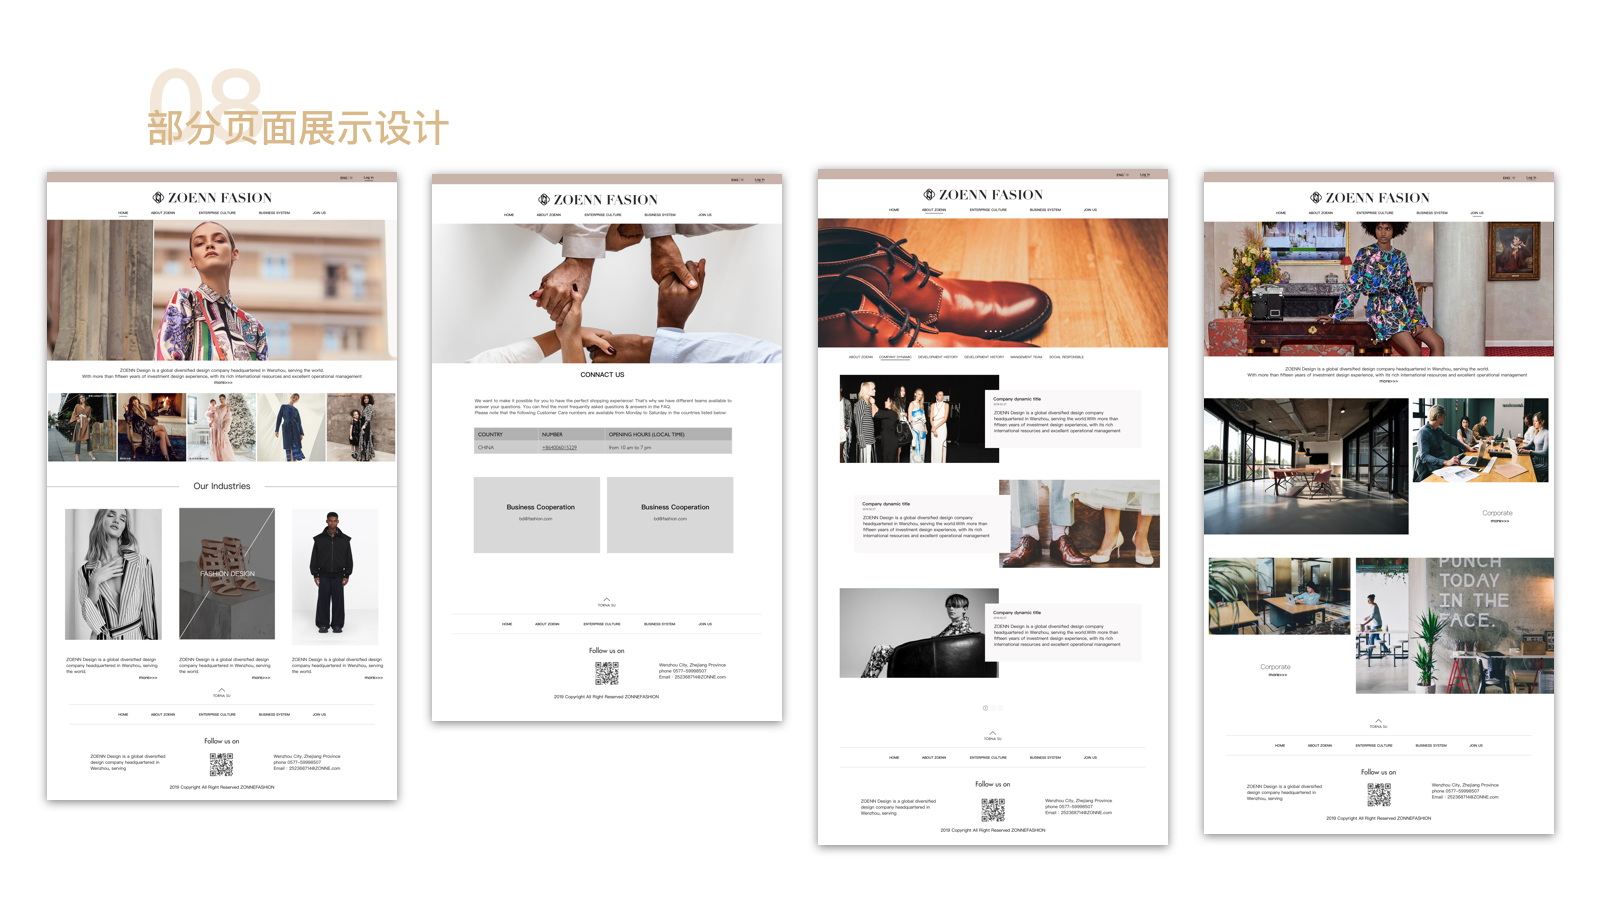 08
部分页面展示设计
ENG
Log In
ZOENN FASION
HOME ABOUT ZOENN ENTERPRISE CULTURE BUSINESS SYSTEM JOIN US
ZOENN Design is a global diversified design company headquartered in Wenzhou, serving the world.
With more than fifteen years of investment design experience, with its rich international resources and excellent operational management
more>>>
Our Industries
FASHION DESIGN
ZOENN Design is a global diversified design
company headquartered in Wenzhou, serving
the world.
more>>>
ZOENN Design is a global diversified design
company headquartered in Wenzhou, serving
the world.
more>>>
ZOENN Design is a global diversified design
company headquartered in Wenzhou, serving
the world.
more>>>
TORNA SU
HOME ABOUT ZOENN ENTERPRISE CULTURE BUSINESS SYSTEM JOIN US
Follow us on
ZOENN Design is a global diversified
design company headquartered in
Wenzhou, serving
Wenzhou City, Zhejiang Province
phone 0577-59998507
Email : 252368714@ZONNE.com
2019 Copyright All Right Reserved ZONNEFASHION
ENG
Log In
ZOENN FASION
HOME ABOUT ZOENN ENTERPRISE CULTURE BUSINESS SYSTEM JOIN US
CONNACT US
We want to make it possible for you to have the perfect shopping experience! That's why we have different teams available to
answer your questions. You can find the most frequently asked questions & answers in the FAQ.
Please note that the following Customer Care numbers are available from Monday to Saturday in the countries listed below:
COUNTRY NUMBER OPENING HOURS (LOCAL TIME)
CHINA +864006015229 from 10 am to 7 pm
Business Cooperation
bd@fashion.com
Business Cooperation
bd@fashion.com
TORNA SU
HOME ABOUT ZOENN ENTERPRISE CULTURE BUSINESS SYSTEM JOIN US
Follow us on
Wenzhou City, Zhejiang Province
phone 0577-59998507
Email : 252368714@ZONNE.com
2019 Copyright All Right Reserved ZONNEFASHION
ENG
Log In
ZOENN FASION
HOME ABOUT ZOENN ENTERPRISE CULTURE BUSINESS SYSTEM JOIN US
ABOUT ZOENN COMPANY DYNAMIC DEVELOPMENT HISTORY DEVELOPMENT HISTORY MANAGEMENT TEAM SOCIAL RESPONSIBLE
Company dynamic title
ZOENN Design is a global diversified design company
headquartered in Wenzhou, serving the world.With more than
fifteen years of investment design experience, with its rich
international resources and excellent operational management
Company dynamic title
ZOENN Design is a global diversified design company
headquartered in Wenzhou, serving the world.With more than
fifteen years of investment design experience, with its rich
international resources and excellent operational management
Company dynamic title
ZOENN Design is a global diversified design company
headquartered in Wenzhou, serving the world.With more than
fifteen years of investment design experience, with its rich
international resources and excellent operational management
TORNA SU
HOME ABOUT ZOENN ENTERPRISE CULTURE BUSINESS SYSTEM JOIN US
Follow us on
ZOENN Design is a global diversified
design company headquartered in
Wenzhou, serving
Wenzhou City, Zhejiang Province
phone 0577-59998507
Email : 252368714@ZONNE.com
2019 Copyright All Right Reserved ZONNEFASHION
ENG
Log In
ZOENN FASION
HOME ABOUT ZOENN ENTERPRISE CULTURE BUSINESS SYSTEM JOIN US
ZOENN Design is a global diversified design company headquartered in Wenzhou, serving the world.
With more than fifteen years of investment design experience, with its rich international resources and excellent operational management
more>>>
Corporate
more>>>
PUNCH
TODAY
IN THE
FACE.
Corporate
more>>>
TORNA SU
HOME ABOUT ZOENN ENTERPRISE CULTURE BUSINESS SYSTEM JOIN US
Follow us on
ZOENN Design is a global diversified
design company headquartered in
Wenzhou, serving
Wenzhou City, Zhejiang Province
phone 0577-59998507
Email : 252368714@ZONNE.com
2019 Copyright All Right Reserved ZONNEFASHION